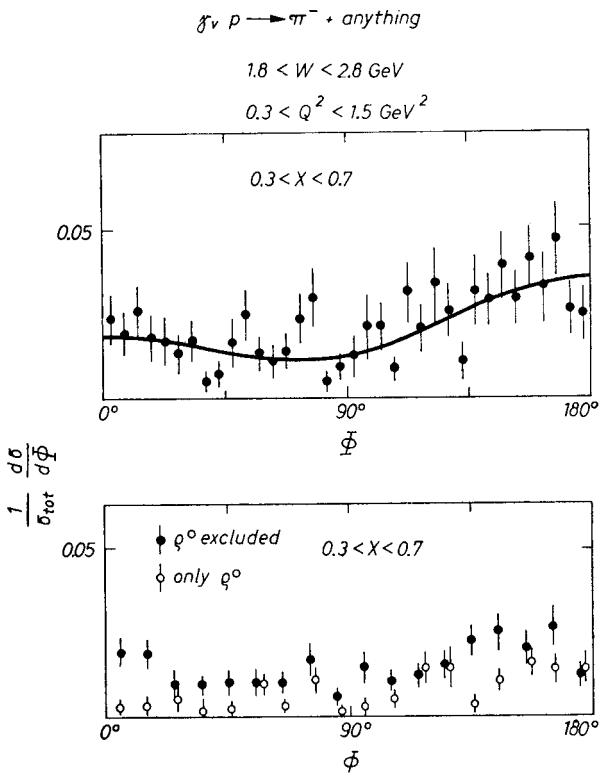 γᵥ p ⟶ π⁻ + anything
1.8 < W < 2.8 GeV
0.3 < Q² < 1.5 GeV²
0.3 < X < 0.7
0.05
0° 90° 180°
Φ
1/σtot dσ/dΦ
ϱ° excluded
only ϱ°
0.3 < X < 0.7
0.05
0° 90° 180°
Φ